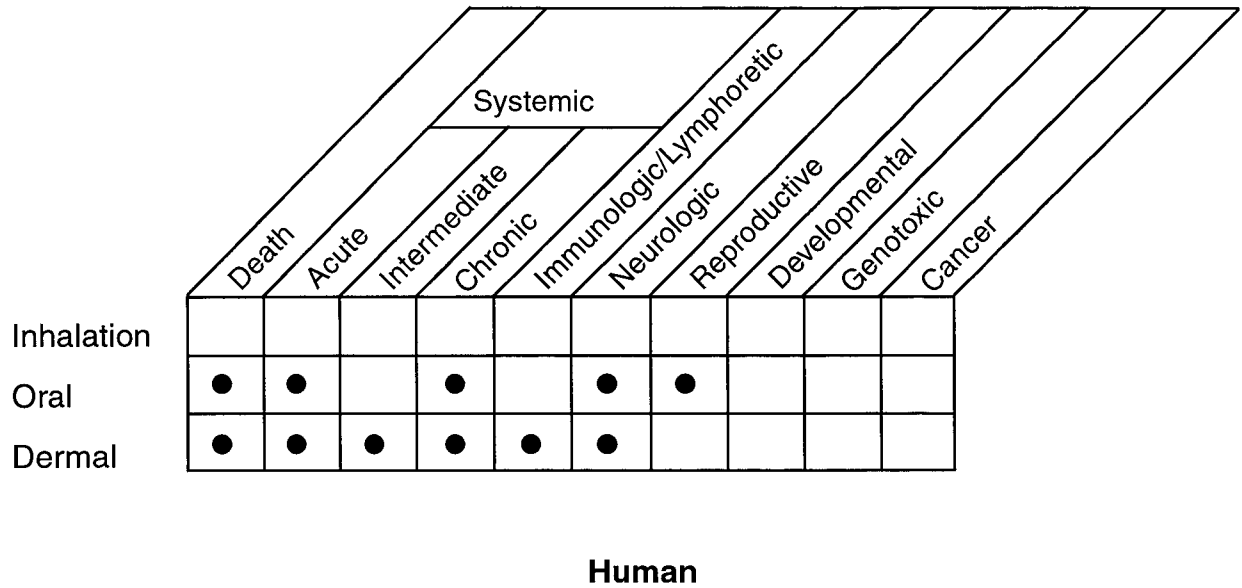 Systemic
Death
Acute
Intermediate
Chronic
Immunologic/Lymphoretic
Neurologic
Reproductive
Developmental
Genotoxic
Cancer
Inhalation
Oral
Dermal
Human